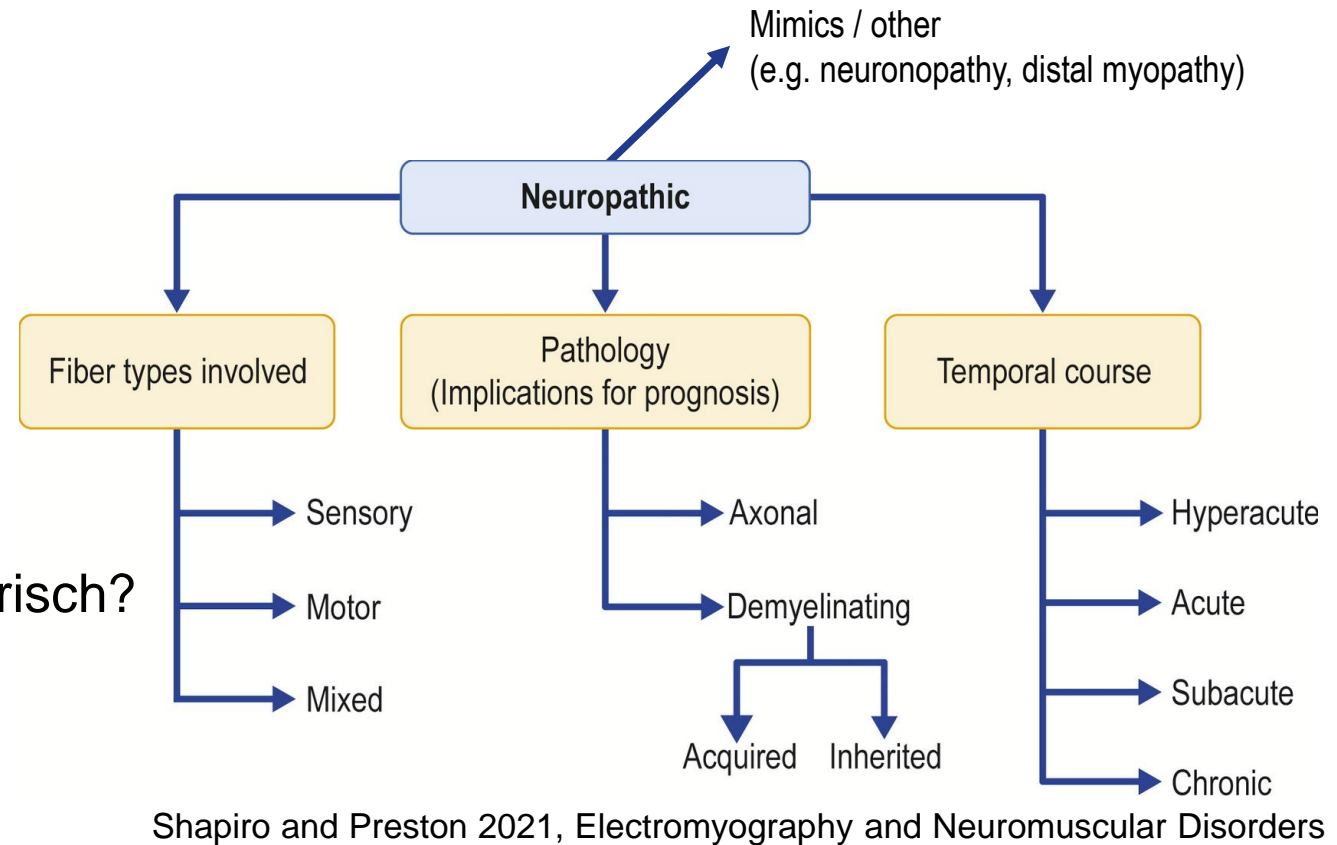 Mimics / other
(e.g. neuronopathy, distal myopathy)
Neuropathic
Fiber types involved
Pathology
(Implications for prognosis)
Temporal course
Sensory
Motor
Mixed
Axonal
Demyelinating
Acquired
Inherited
Hyperacute
Acute
Subacute
Chronic
risch?
Shapiro and Preston 2021, Electromyography and Neuromuscular Disorders